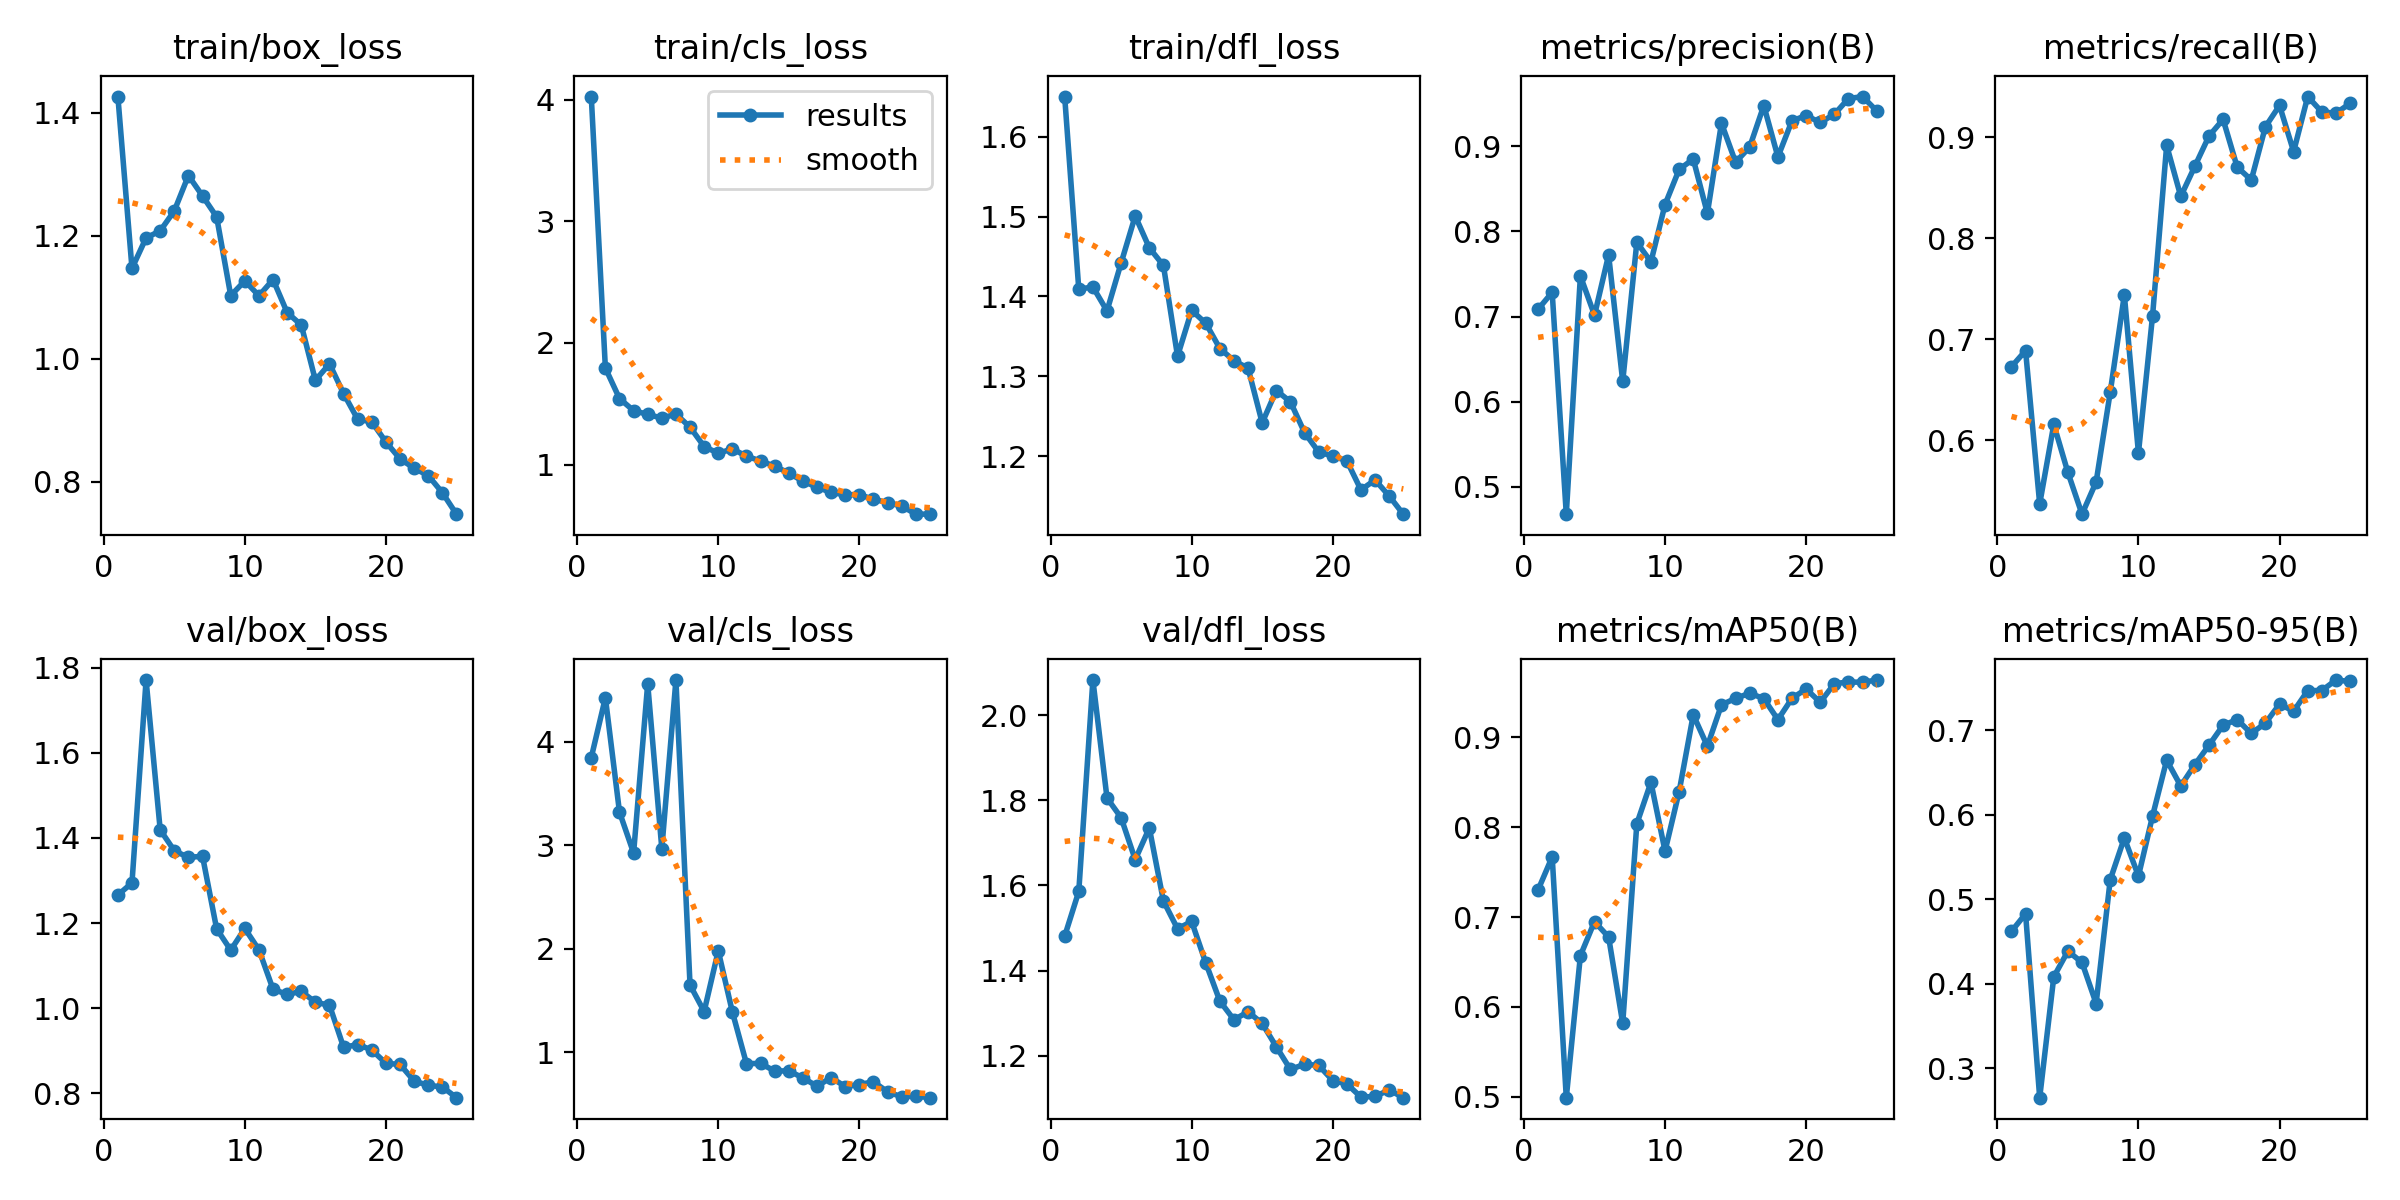 train/box_loss
1.4
1.2
1.0
0.8
0 10 20
train/cls_loss
results
smooth
4
3
2
1
0 10 20
train/dfl_loss
1.6
1.5
1.4
1.3
1.2
0 10 20
metrics/precision(B)
0.9
0.8
0.7
0.6
0.5
0 10 20
metrics/recall(B)
0.9
0.8
0.7
0.6
0 10 20
val/box_loss
1.8
1.6
1.4
1.2
1.0
0.8
0 10 20
val/cls_loss
4
3
2
1
0 10 20
val/dfl_loss
2.0
1.8
1.6
1.4
1.2
0 10 20
metrics/mAP50(B)
0.9
0.8
0.7
0.6
0.5
0 10 20
metrics/mAP50-95(B)
0.7
0.6
0.5
0.4
0.3
0 10 20